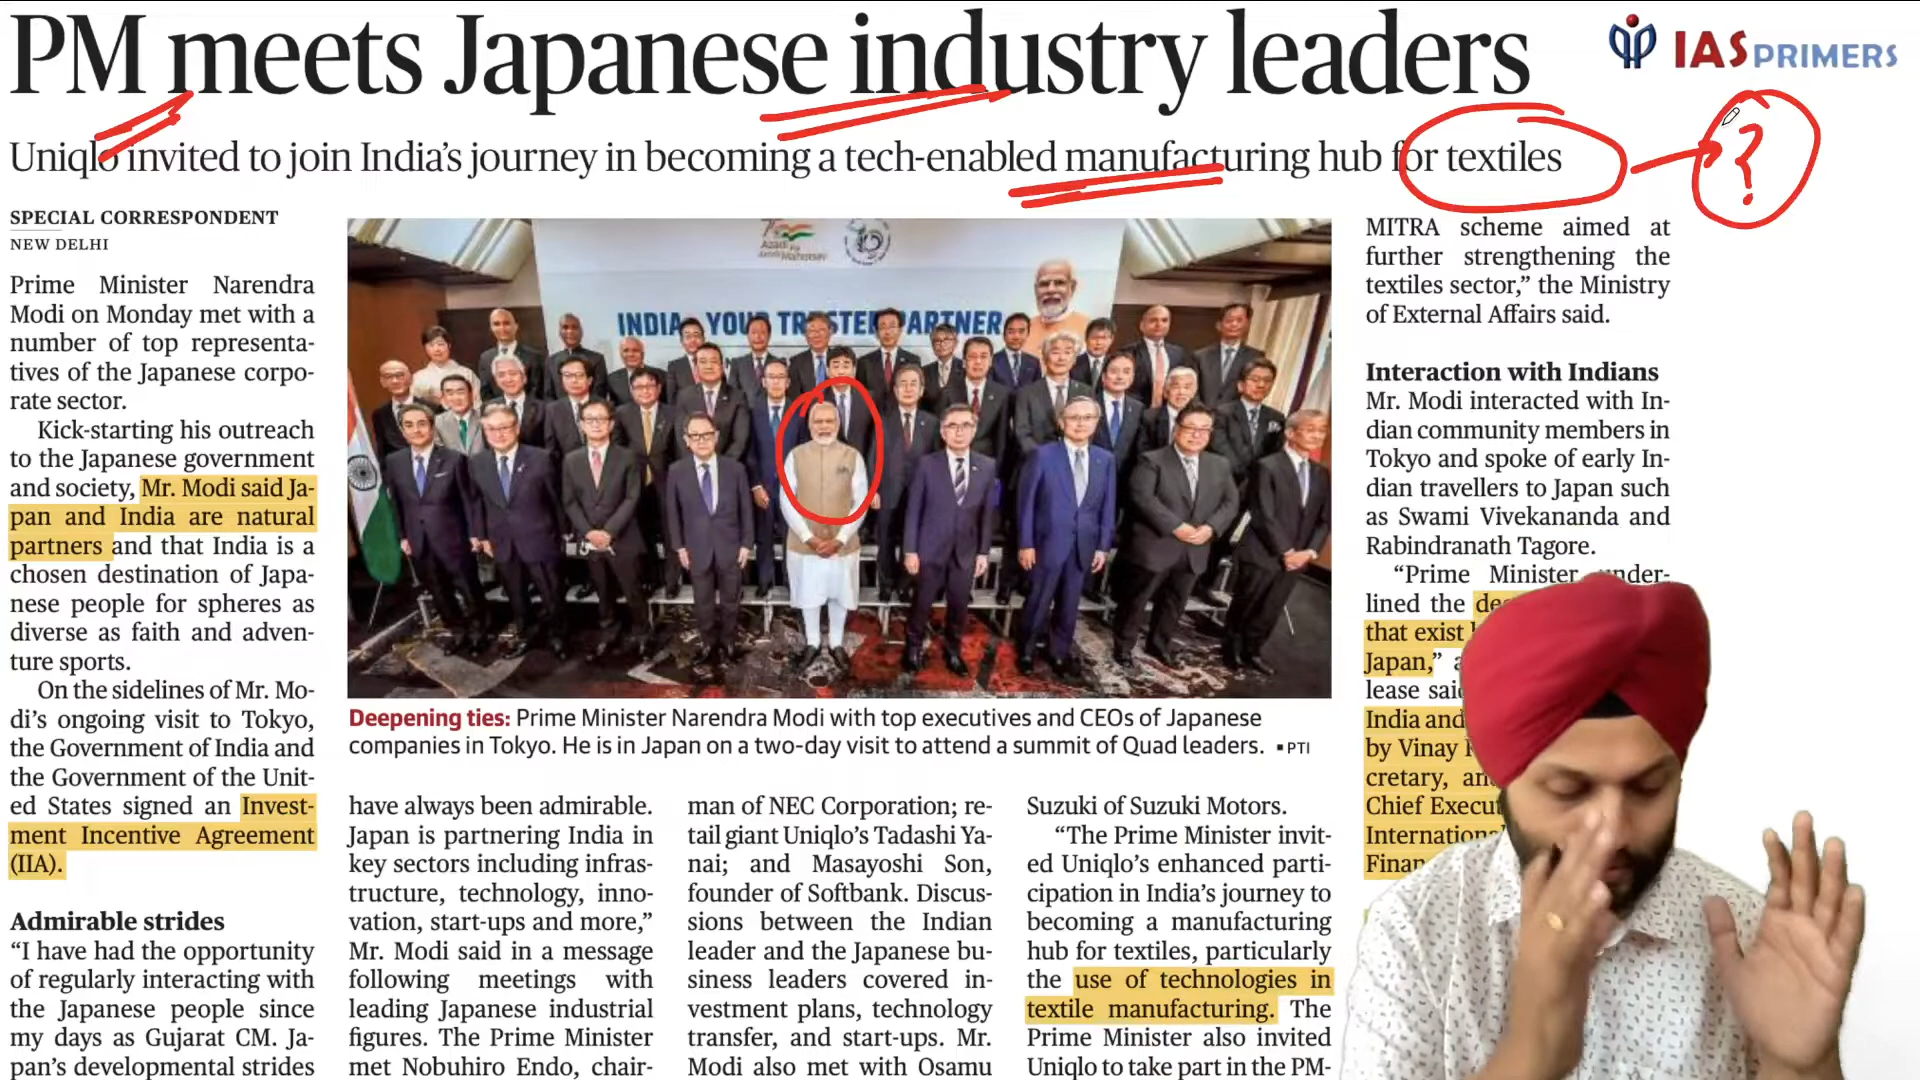 PM meets Japanese industry leaders
IAS PRIMERS
Uniqlo invited to join India's journey in becoming a tech-enabled manufacturing hub for textiles
?
SPECIAL CORRESPONDENT
NEW DELHI
Prime Minister Narendra
Modi on Monday met with a
number of top representa-
tives of the Japanese corpo-
rate sector.
Kick-starting his outreach
to the Japanese government
and society, Mr. Modi said Ja-
pan and India are natural
partners and that India is a
chosen destination of Japa-
nese people for spheres as
diverse as faith and adven-
ture sports.
On the sidelines of Mr. Mo-
di's ongoing visit to Tokyo,
the Government of India and
the Government of the Unit-
ed States signed an Invest-
ment Incentive Agreement
(IIA).
Admirable strides
"I have had the opportunity
of regularly interacting with
the Japanese people since
my days as Gujarat CM. Ja-
pan's developmental strides
Azadi Ka
Amrit Mahotsav
INDIA YOUR TRUSTED PARTNER
Deepening ties: Prime Minister Narendra Modi with top executives and CEOs of Japanese
companies in Tokyo. He is in Japan on a two-day visit to attend a summit of Quad leaders. ▪ PTI
have always been admirable.
Japan is partnering India in
key sectors including infras-
tructure, technology, inno-
vation, start-ups and more,"
Mr. Modi said in a message
following meetings with
leading Japanese industrial
figures. The Prime Minister
met Nobuhiro Endo, chair-
man of NEC Corporation; re-
tail giant Uniqlo's Tadashi Ya-
nai; and Masayoshi Son,
founder of Softbank. Discus-
sions between the Indian
leader and the Japanese bu-
siness leaders covered in-
vestment plans, technology
transfer, and start-ups. Mr.
Modi also met with Osamu
Suzuki of Suzuki Motors.
"The Prime Minister invit-
ed Uniqlo's enhanced parti-
cipation in India's journey to
becoming a manufacturing
hub for textiles, particularly
the use of technologies in
textile manufacturing. The
Prime Minister also invited
Uniqlo to take part in the PM-
MITRA scheme aimed at
further strengthening the
textiles sector," the Ministry
of External Affairs said.
Interaction with Indians
Mr. Modi interacted with In-
dian community members in
Tokyo and spoke of early In-
dian travellers to Japan such
as Swami Vivekananda and
Rabindranath Tagore.
"Prime Minister under-
lined the
that exist
Japan,"
lease said
India and
by Vinay
cretary, an
Chief Execu
Internationa
Finan